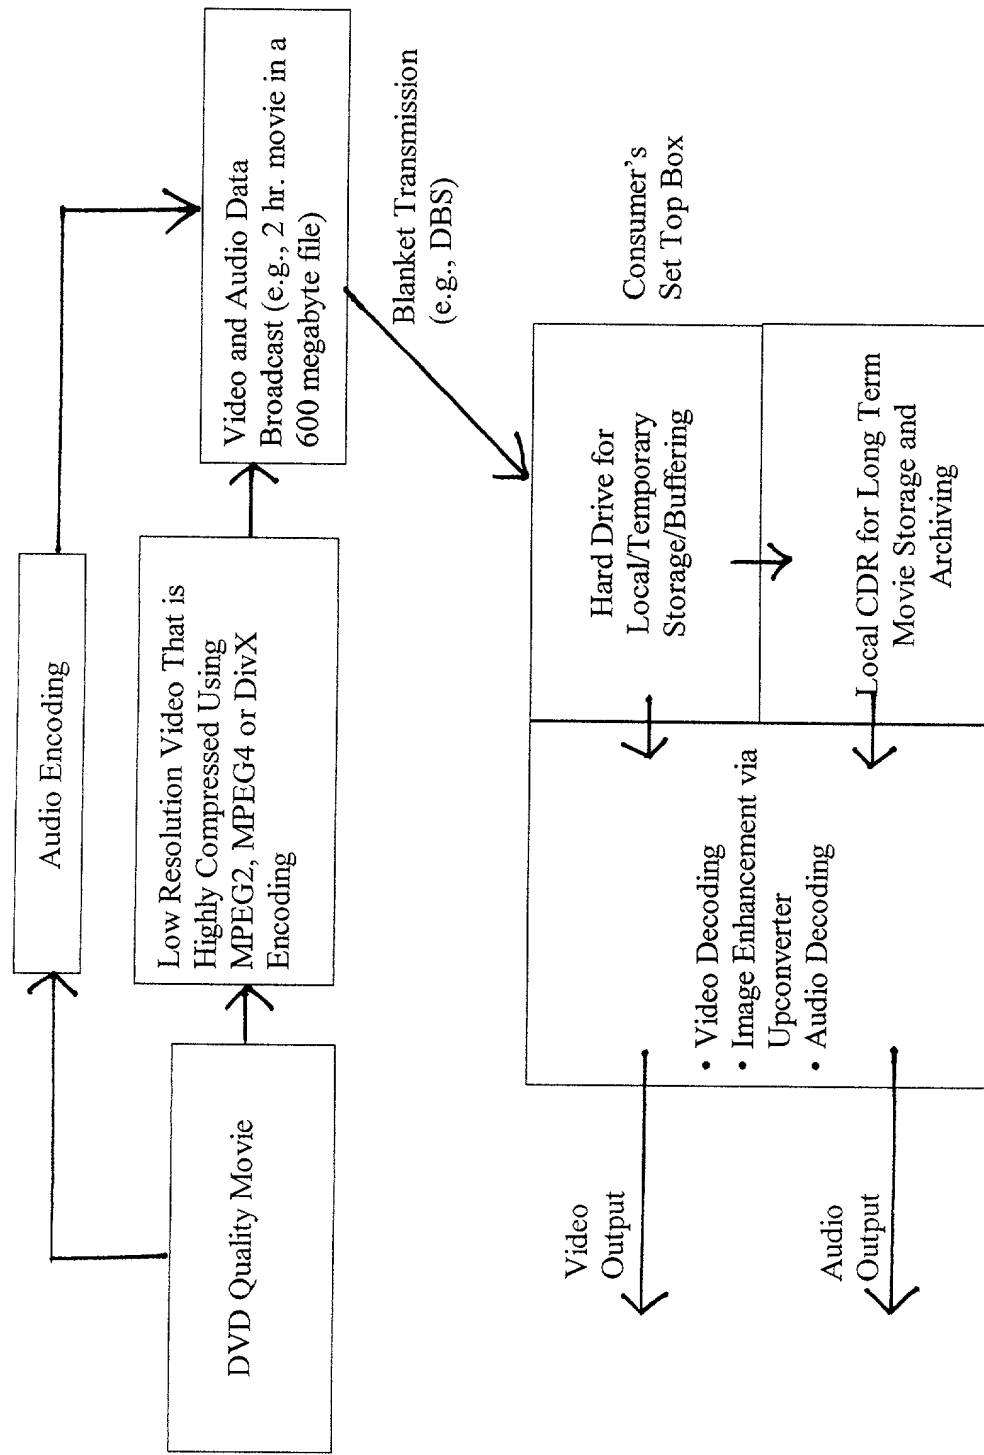 Audio Encoding
DVD Quality Movie
Low Resolution Video That is
Highly Compressed Using
MPEG2, MPEG4 or DivX
Encoding
Video and Audio Data
Broadcast (e.g., 2 hr. movie in a
600 megabyte file)
Blanket Transmission
(e.g., DBS)
Consumer's
Set Top Box
Hard Drive for
Local/Temporary
Storage/Buffering
Local CDR for Long Term
Movie Storage and
Archiving
• Video Decoding
• Image Enhancement via
Upconverter
• Audio Decoding
Video
Output
Audio
Output